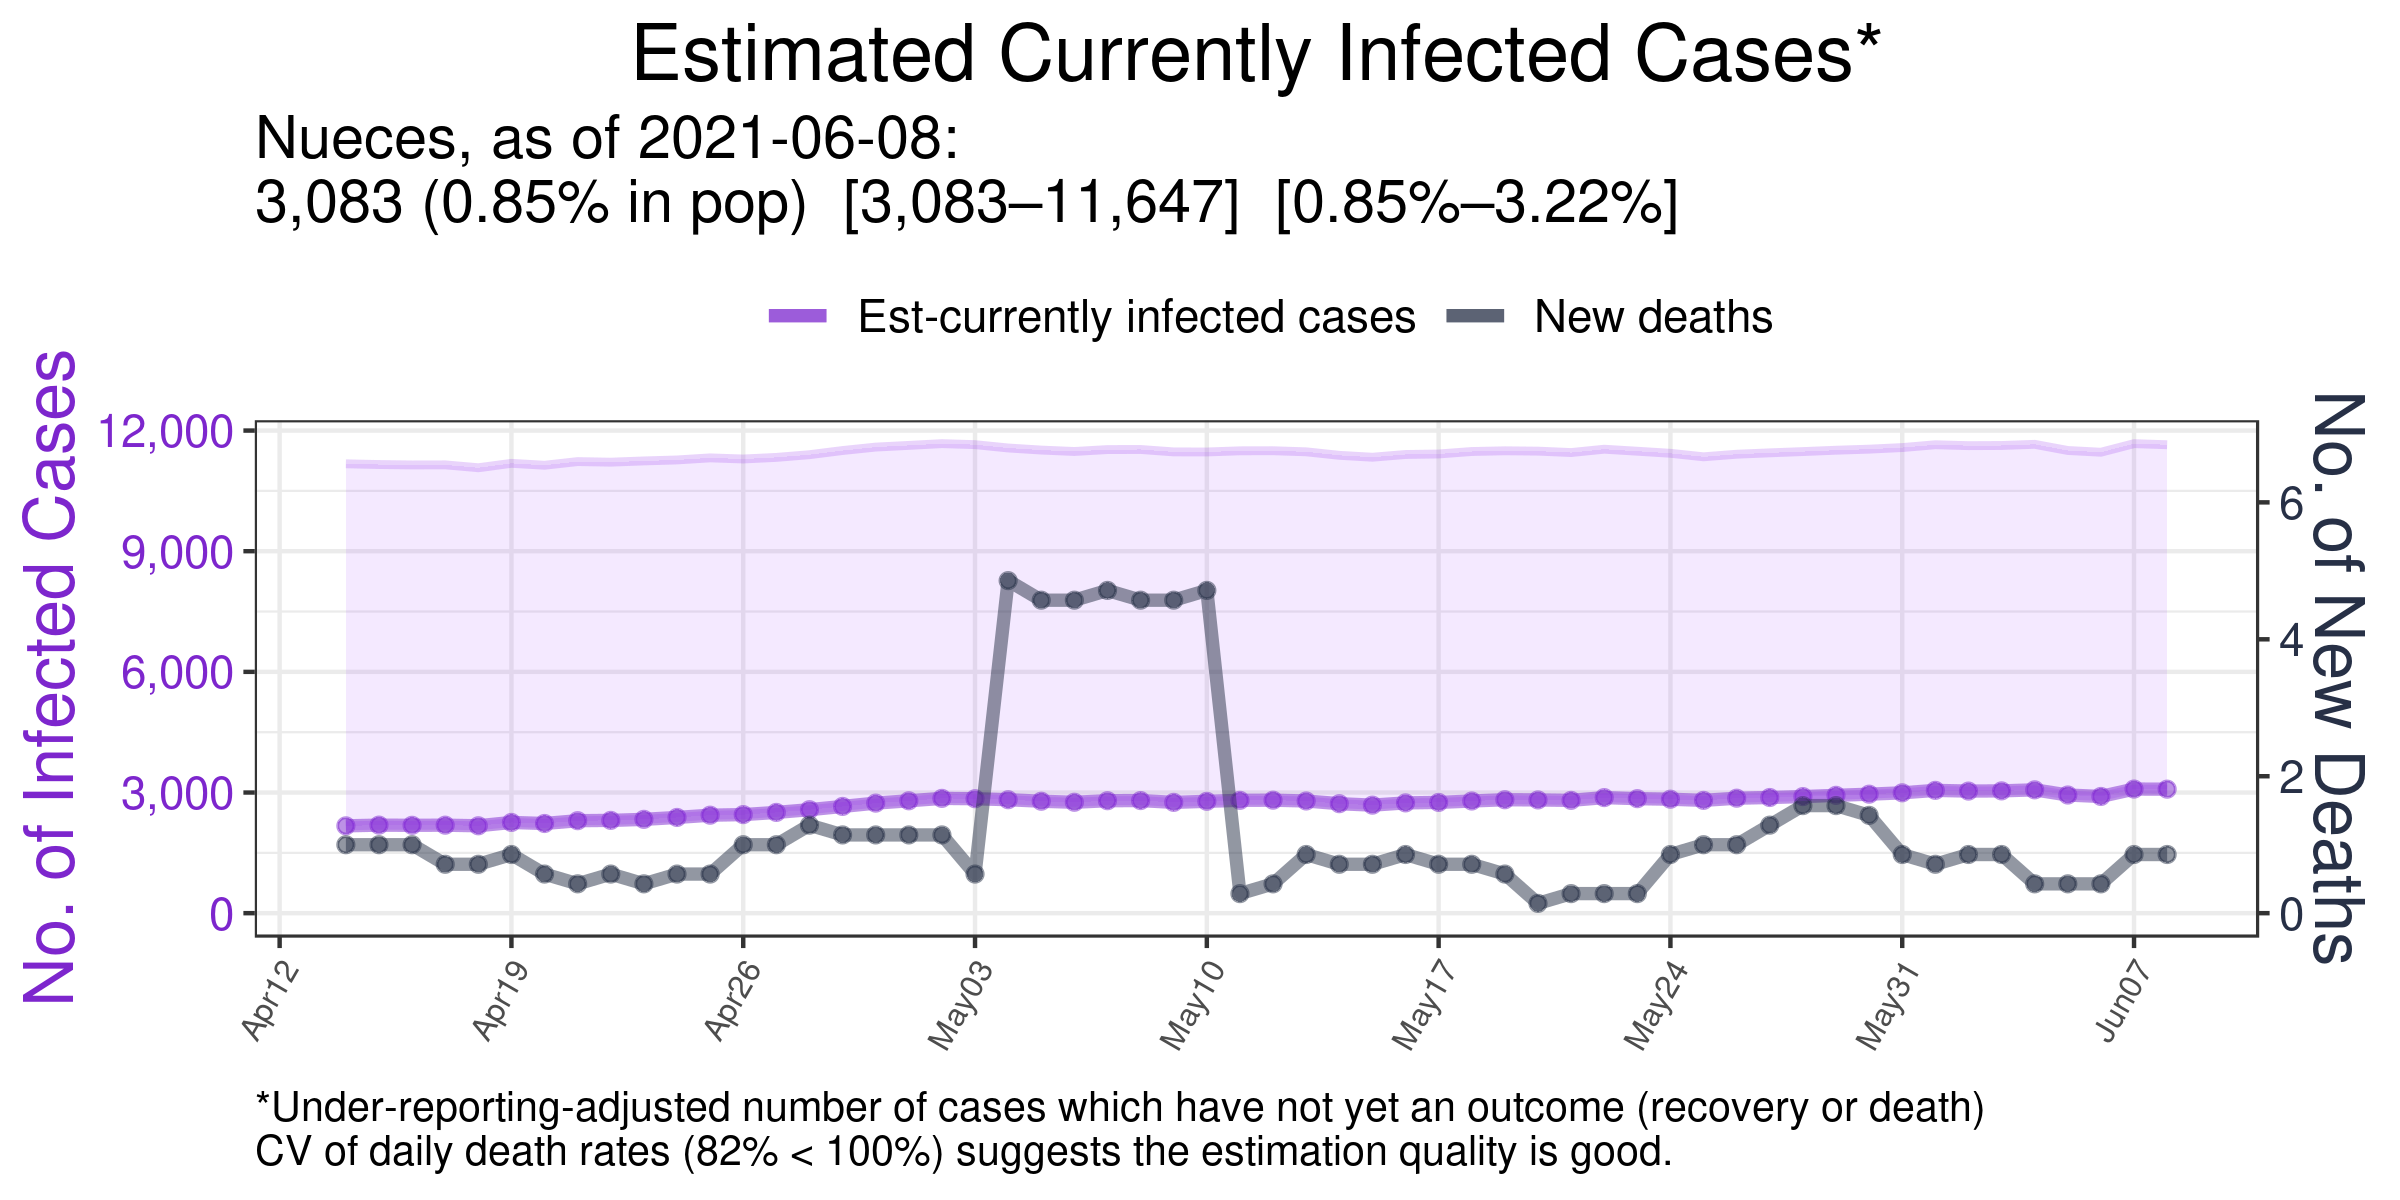 Estimated Currently Infected Cases*
Nueces, as of 2021-06-08:
3,083 (0.85% in pop)  [3,083–11,647]  [0.85%–3.22%]
Est-currently infected cases
New deaths
No. of Infected Cases
12,000
9,000
6,000
3,000
0
No. of New Deaths
6
4
2
0
Apr12
Apr19
Apr26
May03
May10
May17
May24
May31
Jun07
*Under-reporting-adjusted number of cases which have not yet an outcome (recovery or death)
CV of daily death rates (82% < 100%) suggests the estimation quality is good.